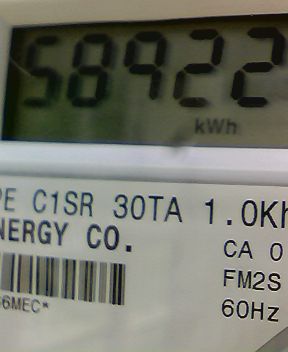 58922
kWh
PE C1SR 30TA 1.0Kh
NERGY CO.
CA 0
FM2S
6MEC*
60Hz